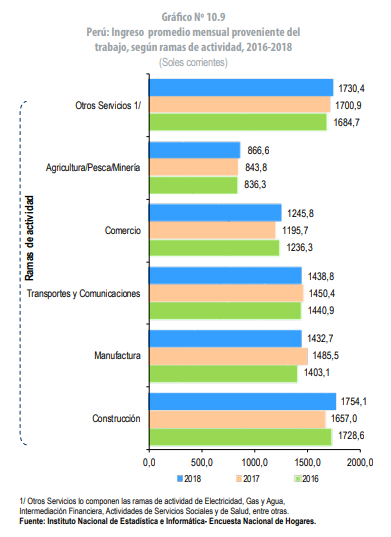 Gráfico Nº 10.9
Perú: Ingreso promedio mensual proveniente del
trabajo, según ramas de actividad, 2016-2018
(Soles corrientes)
Ramas de actividad
Otros Servicios 1/
1730,4
1700,9
1684,7
Agricultura/Pesca/Minería
866,6
843,8
836,3
Comercio
1245,8
1195,7
1236,3
Transportes y Comunicaciones
1438,8
1450,4
1440,9
Manufactura
1432,7
1485,5
1403,1
Construcción
1754,1
1657,0
1728,6
0,0 500,0 1000,0 1500,0 2000,0
2018 2017 2016
1/ Otros Servicios lo componen las ramas de actividad de Electricidad, Gas y Agua,
Intermediación Financiera, Actividades de Servicios Sociales y de Salud, entre otras.
Fuente: Instituto Nacional de Estadística e Informática- Encuesta Nacional de Hogares.